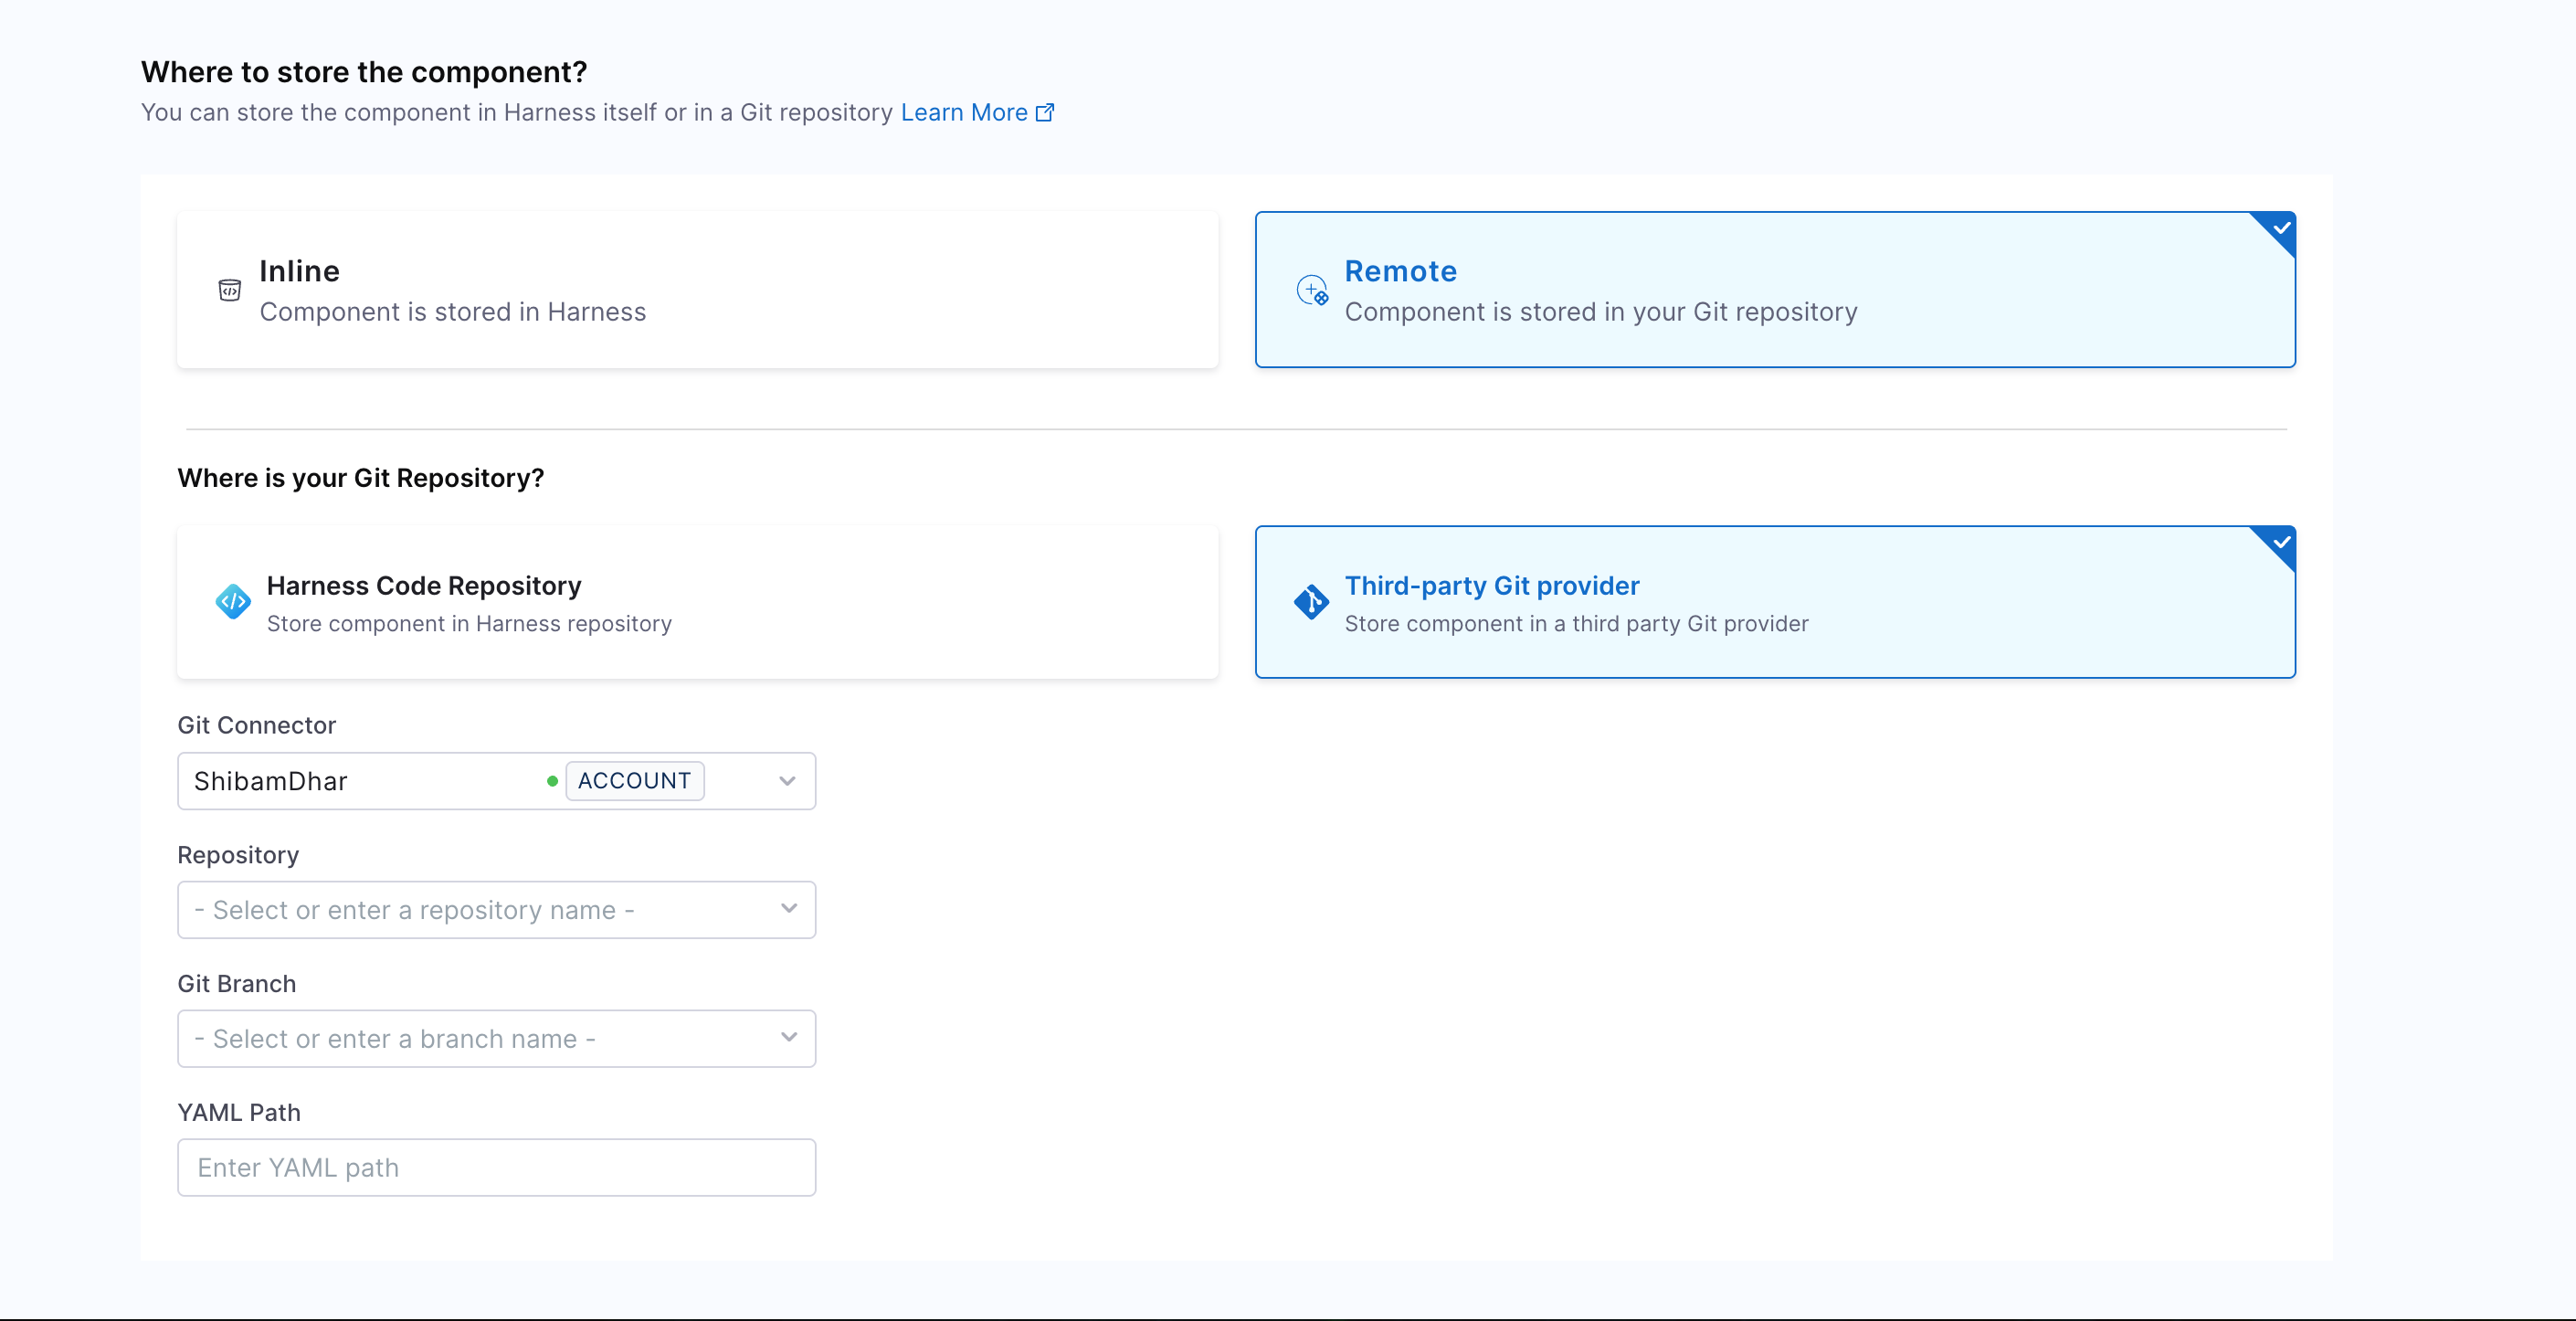 Where to store the component?
You can store the component in Harness itself or in a Git repository Learn More
Inline
Component is stored in Harness
Remote
Component is stored in your Git repository
Where is your Git Repository?
Harness Code Repository
Store component in Harness repository
Third-party Git provider
Store component in a third party Git provider
Git Connector
ShibamDhar ACCOUNT
Repository
- Select or enter a repository name -
Git Branch
- Select or enter a branch name -
YAML Path
Enter YAML path